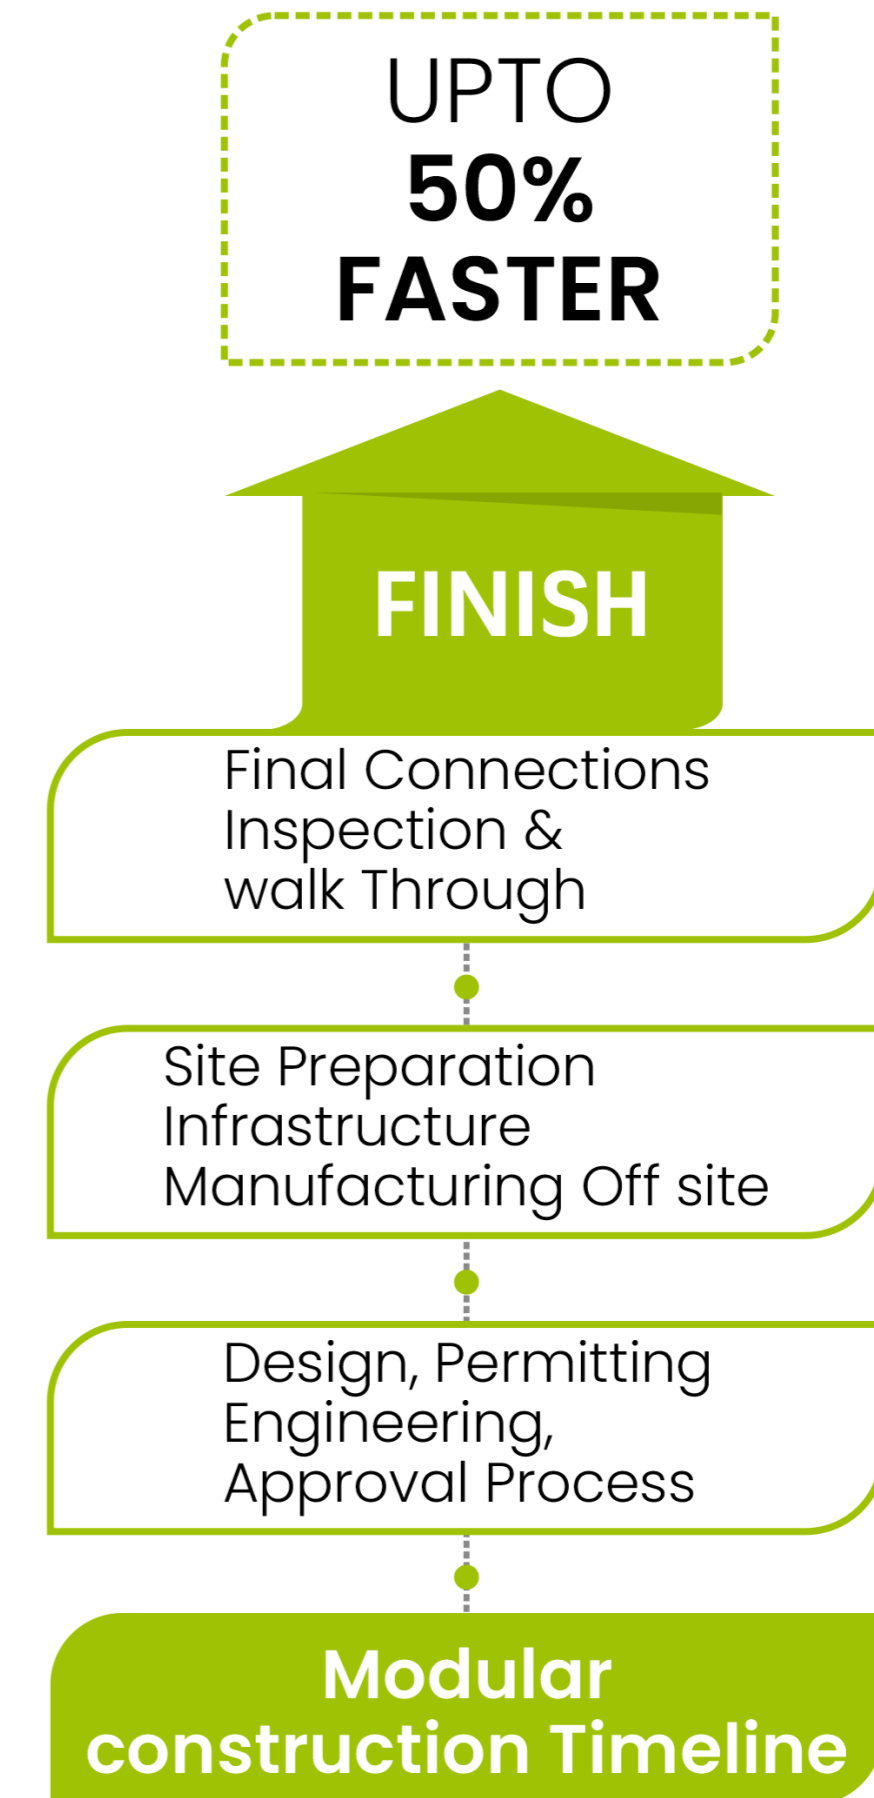 UPTO
50%
FASTER
FINISH
Final Connections
Inspection &
walk Through
Site Preparation
Infrastructure
Manufacturing Off site
Design, Permitting
Engineering,
Approval Process
Modular
construction Timeline